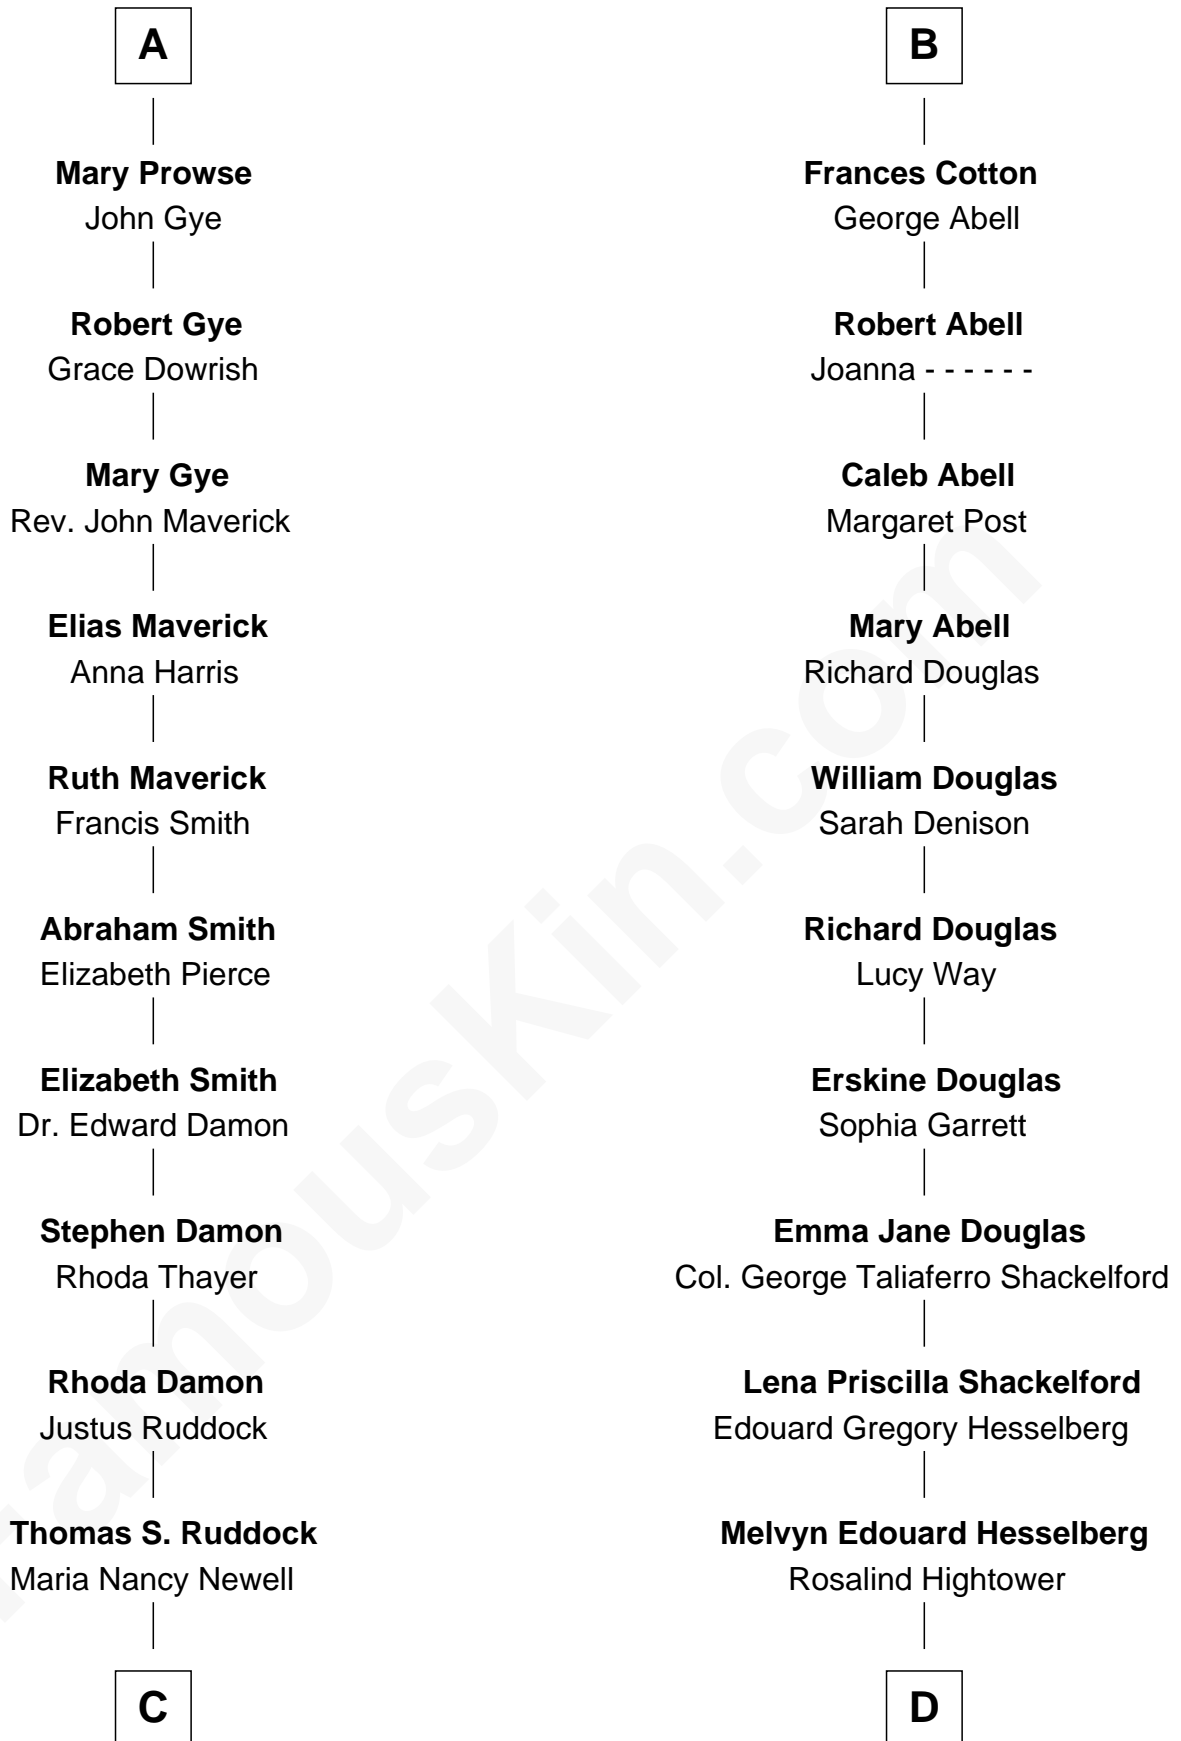 A
Mary Prowse
John Gye
Robert Gye
Grace Dowrish
Mary Gye
Rev. John Maverick
Elias Maverick
Anna Harris
Ruth Maverick
Francis Smith
Abraham Smith
Elizabeth Pierce
Elizabeth Smith
Dr. Edward Damon
Stephen Damon
Rhoda Thayer
Rhoda Damon
Justus Ruddock
Thomas S. Ruddock
Maria Nancy Newell
C
B
Frances Cotton
George Abell
Robert Abell
Joanna - - - - - -
Caleb Abell
Margaret Post
Mary Abell
Richard Douglas
William Douglas
Sarah Denison
Richard Douglas
Lucy Way
Erskine Douglas
Sophia Garrett
Emma Jane Douglas
Col. George Taliaferro Shackelford
Lena Priscilla Shackelford
Edouard Gregory Hesselberg
Melvyn Edouard Hesselberg
Rosalind Hightower
D
FamousKin.com